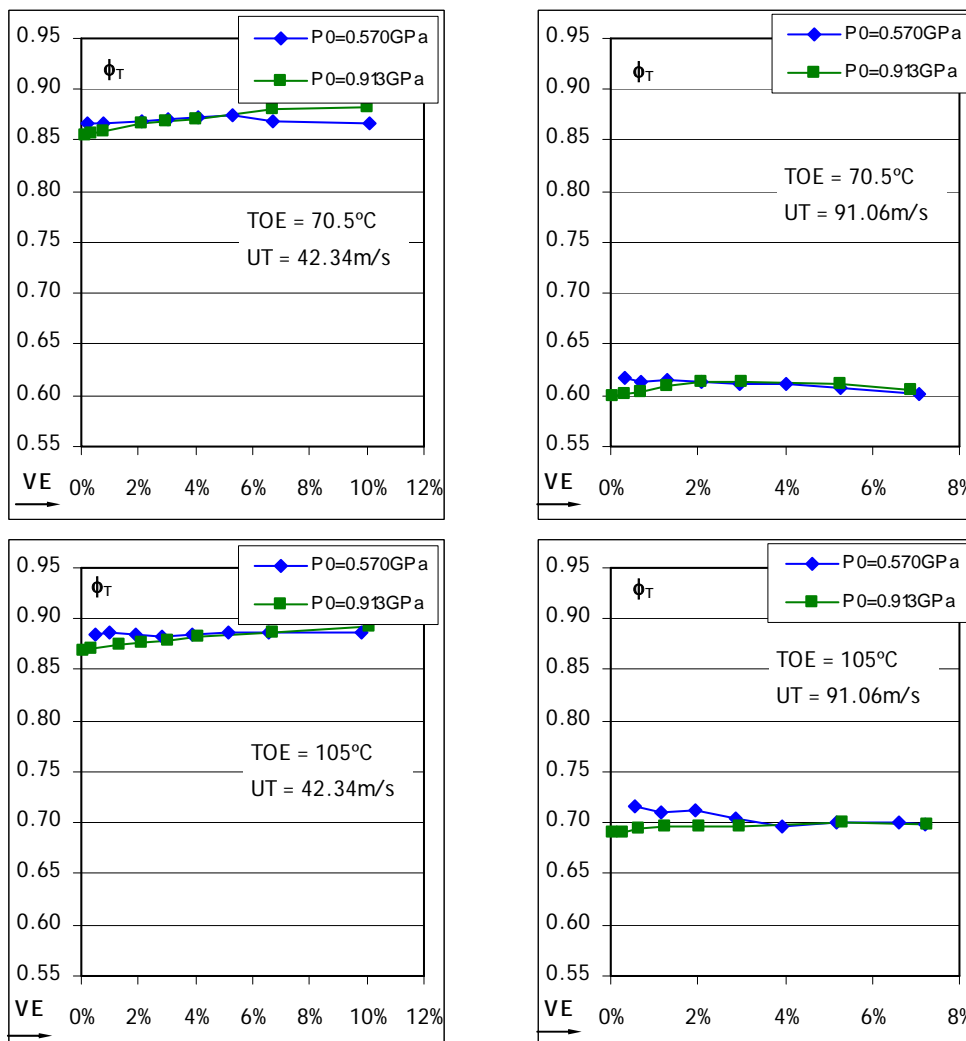 P0=0.570GPa
P0=0.913GPa
ϕT
0.95
0.90
0.85
0.80
0.75
0.70
0.65
0.60
0.55
TOE = 70.5ºC
UT = 42.34m/s
VE
0% 2% 4% 6% 8% 10% 12%
P0=0.570GPa
P0=0.913GPa
ϕT
0.95
0.90
0.85
0.80
0.75
0.70
0.65
0.60
0.55
TOE = 70.5ºC
UT = 91.06m/s
VE
0% 2% 4% 6% 8%
P0=0.570GPa
P0=0.913GPa
ϕT
0.95
0.90
0.85
0.80
0.75
0.70
0.65
0.60
0.55
TOE = 105ºC
UT = 42.34m/s
VE
0% 2% 4% 6% 8% 10% 12%
P0=0.570GPa
P0=0.913GPa
ϕT
0.95
0.90
0.85
0.80
0.75
0.70
0.65
0.60
0.55
TOE = 105ºC
UT = 91.06m/s
VE
0% 2% 4% 6% 8%